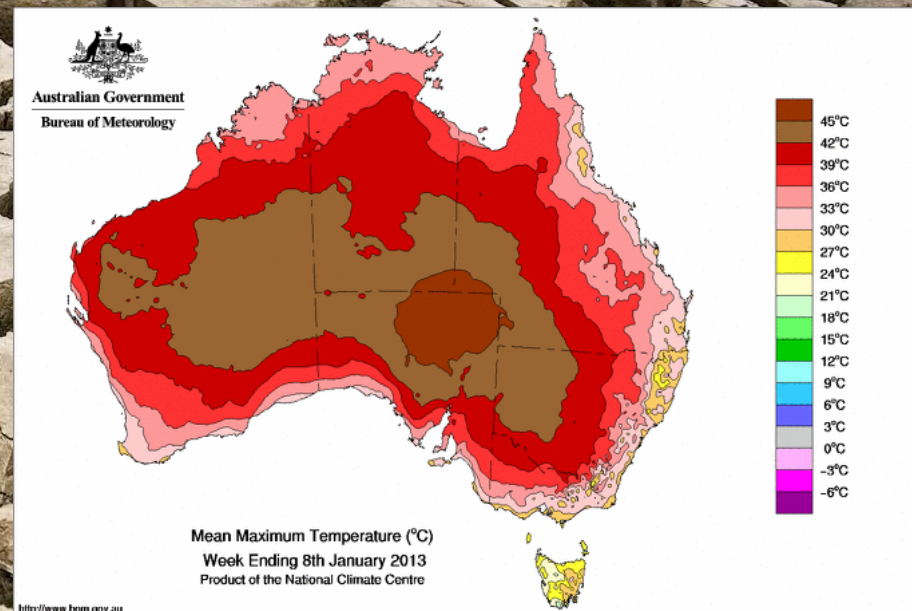 Australian Government
Bureau of Meteorology
45°C
42°C
39°C
36°C
33°C
30°C
27°C
24°C
21°C
18°C
15°C
12°C
9°C
6°C
3°C
0°C
-3°C
-6°C
Mean Maximum Temperature (°C)
Week Ending 8th January 2013
Product of the National Climate Centre
http://www.bom.gov.au